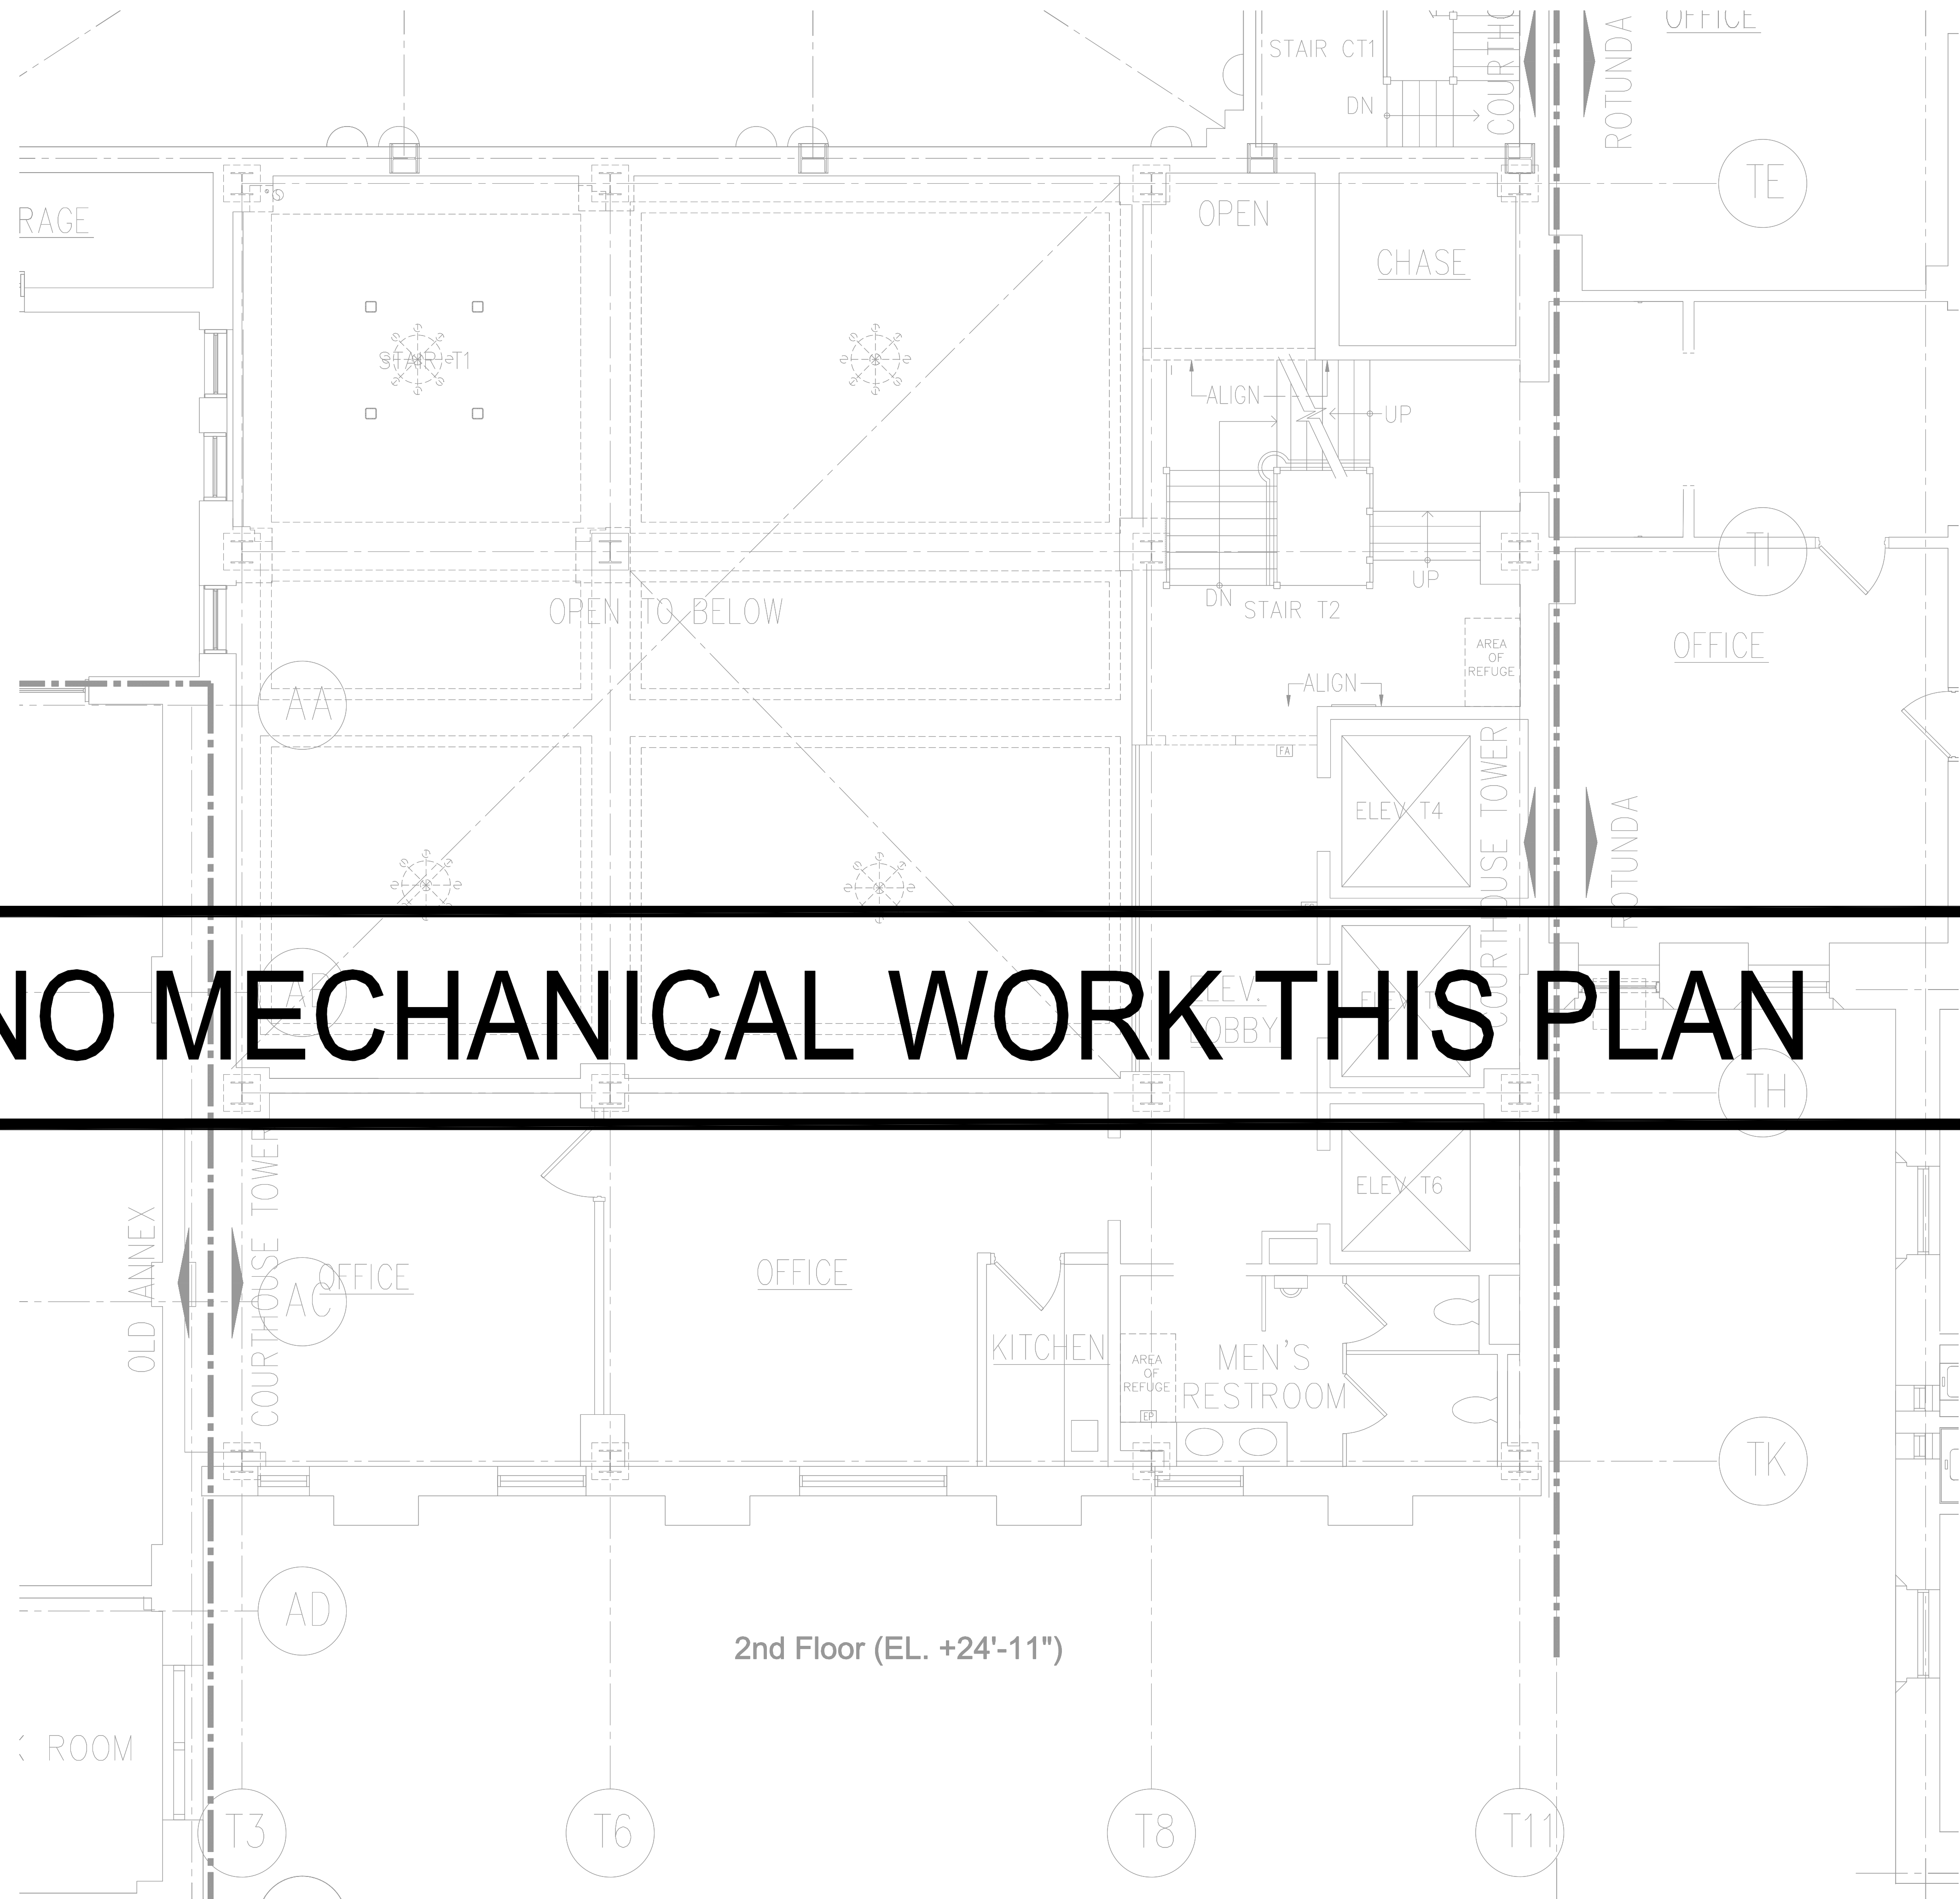 OFFICE
STAIR CT1
DN
ROTUNDA
TE
RAGE
OPEN
CHASE
STAIR T1
ALIGN
UP
TI
UP
DN
STAIR T2
OPEN TO BELOW
AREA
OF
REFUGE
OFFICE
ALIGN
AA
FA
ELEV T4
COURTHOUSE TOWER
ROTUNDA
NO MECHANICAL WORK THIS PLAN
ELEV.
LOBBY
TH
ELEV T6
OLD ANNEX
COURTHOUSE TOWER
OFFICE
AC
OFFICE
KITCHEN
AREA
OF
REFUGE
MEN'S
RESTROOM
EP
TK
AD
2nd Floor (EL. +24'-11")
ROOM
T3
T6
T8
T11